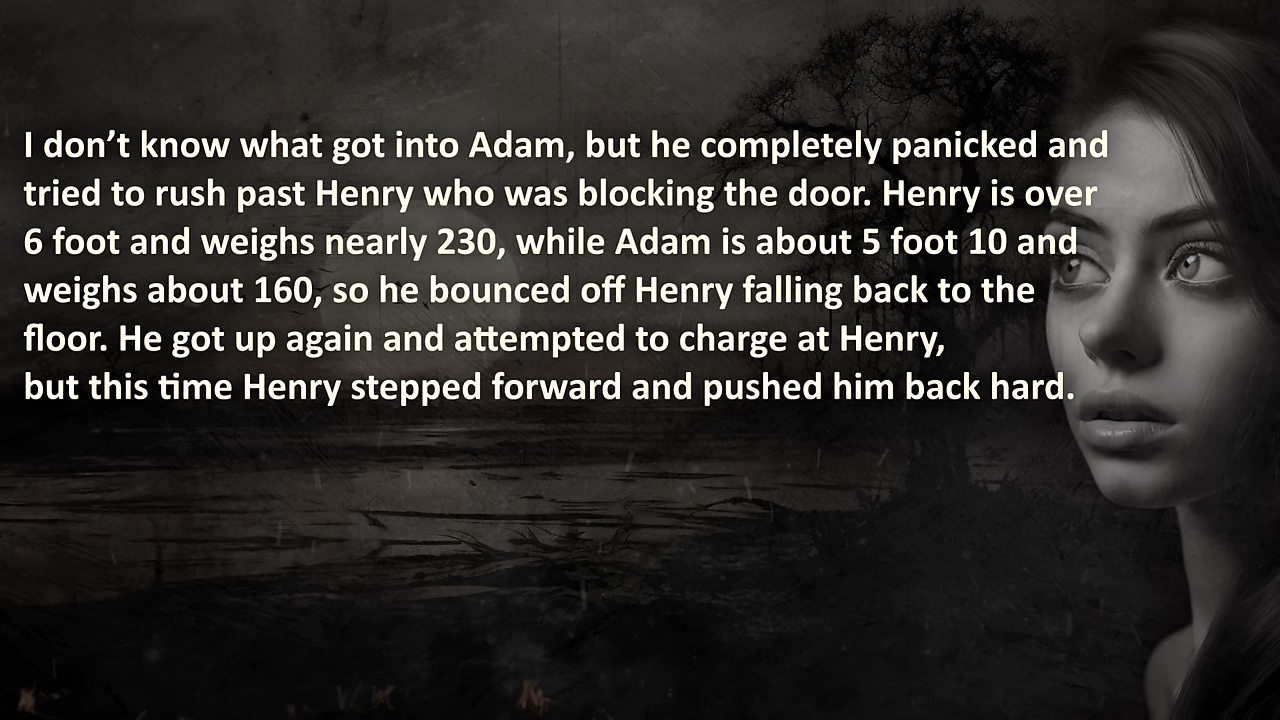 I don’t know what got into Adam, but he completely panicked and
tried to rush past Henry who was blocking the door. Henry is over
6 foot and weighs nearly 230, while Adam is about 5 foot 10 and
weighs about 160, so he bounced off Henry falling back to the
floor. He got up again and attempted to charge at Henry,
but this time Henry stepped forward and pushed him back hard.